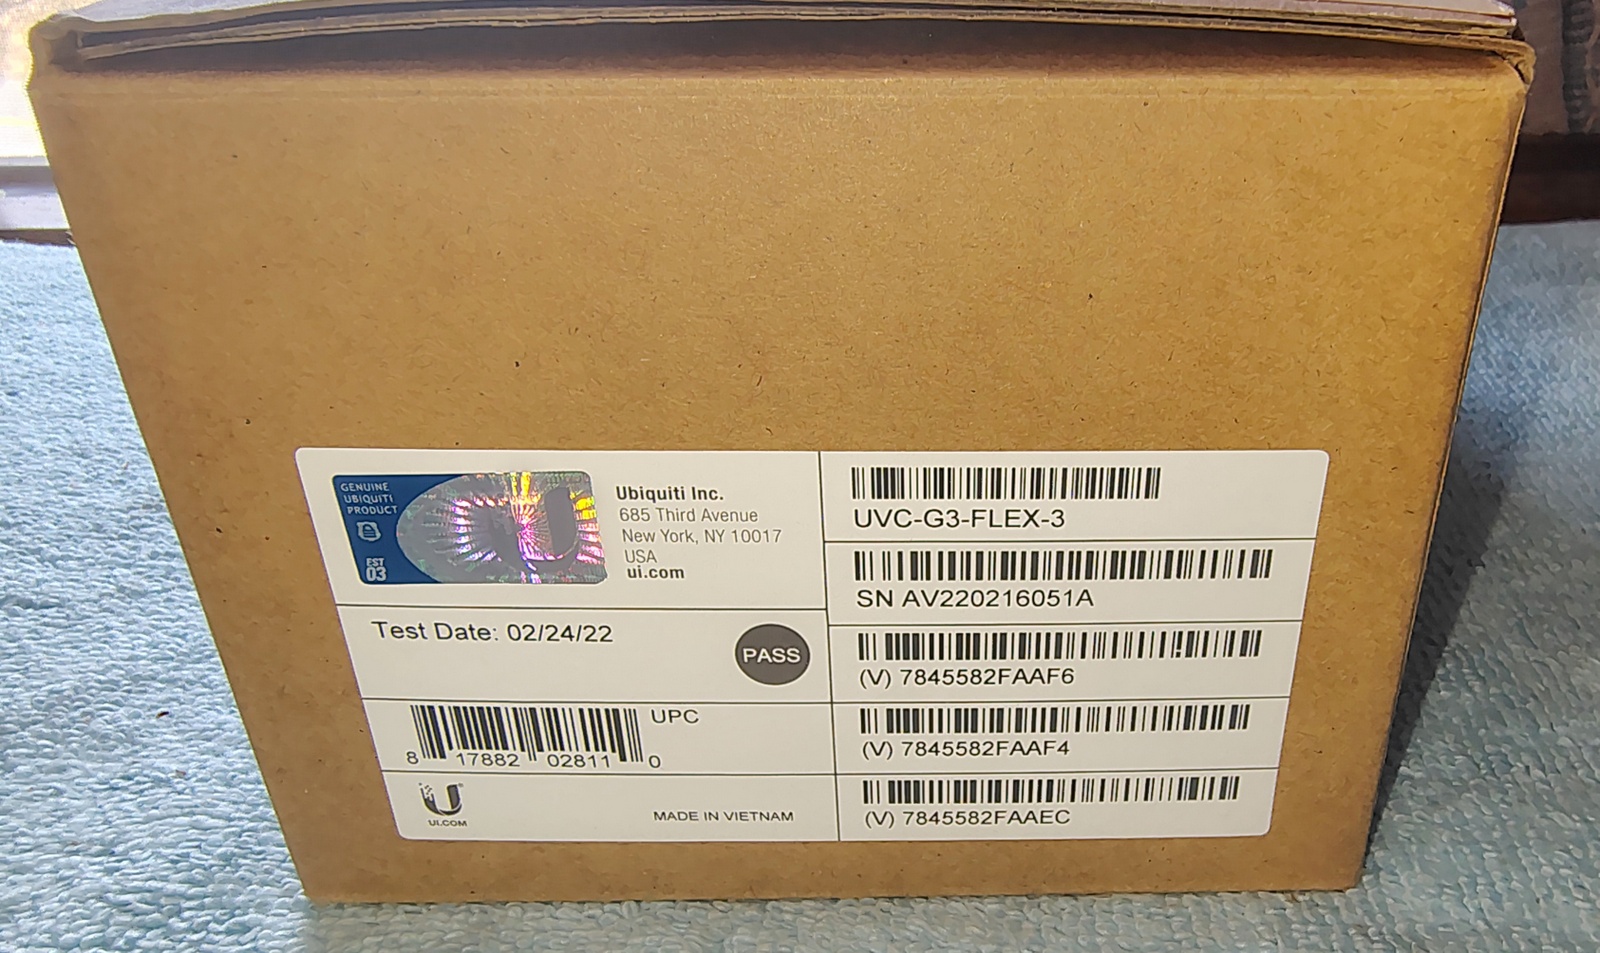 GENUINE
UBIQUITI
PRODUCT
EST
03
U
Ubiquiti Inc.
685 Third Avenue
New York, NY 10017
USA
ui.com
Test Date: 02/24/22
PASS
UPC
8 17882 02811 0
U
UI.COM
MADE IN VIETNAM
UVC-G3-FLEX-3
SN AV220216051A
(V) 7845582FAAF6
(V) 7845582FAAF4
(V) 7845582FAAEC